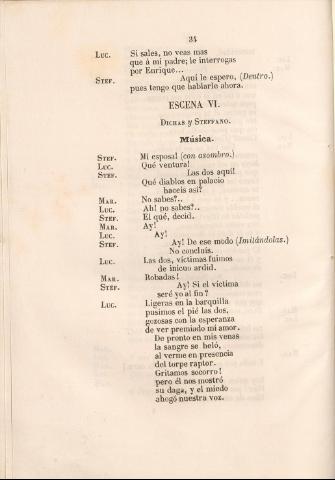 34
Luc. Si sales, no veas mas
que á mi padre; le interrogas
por Enrique...
Stef. Aquí le espero, (Dentro.)
pues tengo que hablarle ahora.
ESCENA VI.
Dichas y Steffano.
Música.
Stef. Mi esposa! (con asombro.)
Luc. Qué ventura!
Stef. Las dos aquí!
Qué diablos en palacio
haceis así?
Mar. No sabes?..
Luc. Ah! no sabes?..
Stef. El qué, decid.
Mar. Ay!
Luc. Ay!
Stef. Ay! De ese modo (Imitándolas.)
No concluis.
Luc. Las dos, víctimas fuimos
de inicuo ardid.
Mar. Robadas!
Stef. Ay! Si el víctima
seré yo al fin?
Luc. Ligeras en la barquilla
pusimos el pié las dos,
gozosas con la esperanza
de ver premiado mi amor.
De pronto en mis venas
la sangre se heló,
al verme en presencia
del torpe raptor.
Gritamos socorro!
pero él nos mostró
su daga, y el miedo
ahogó nuestra voz.